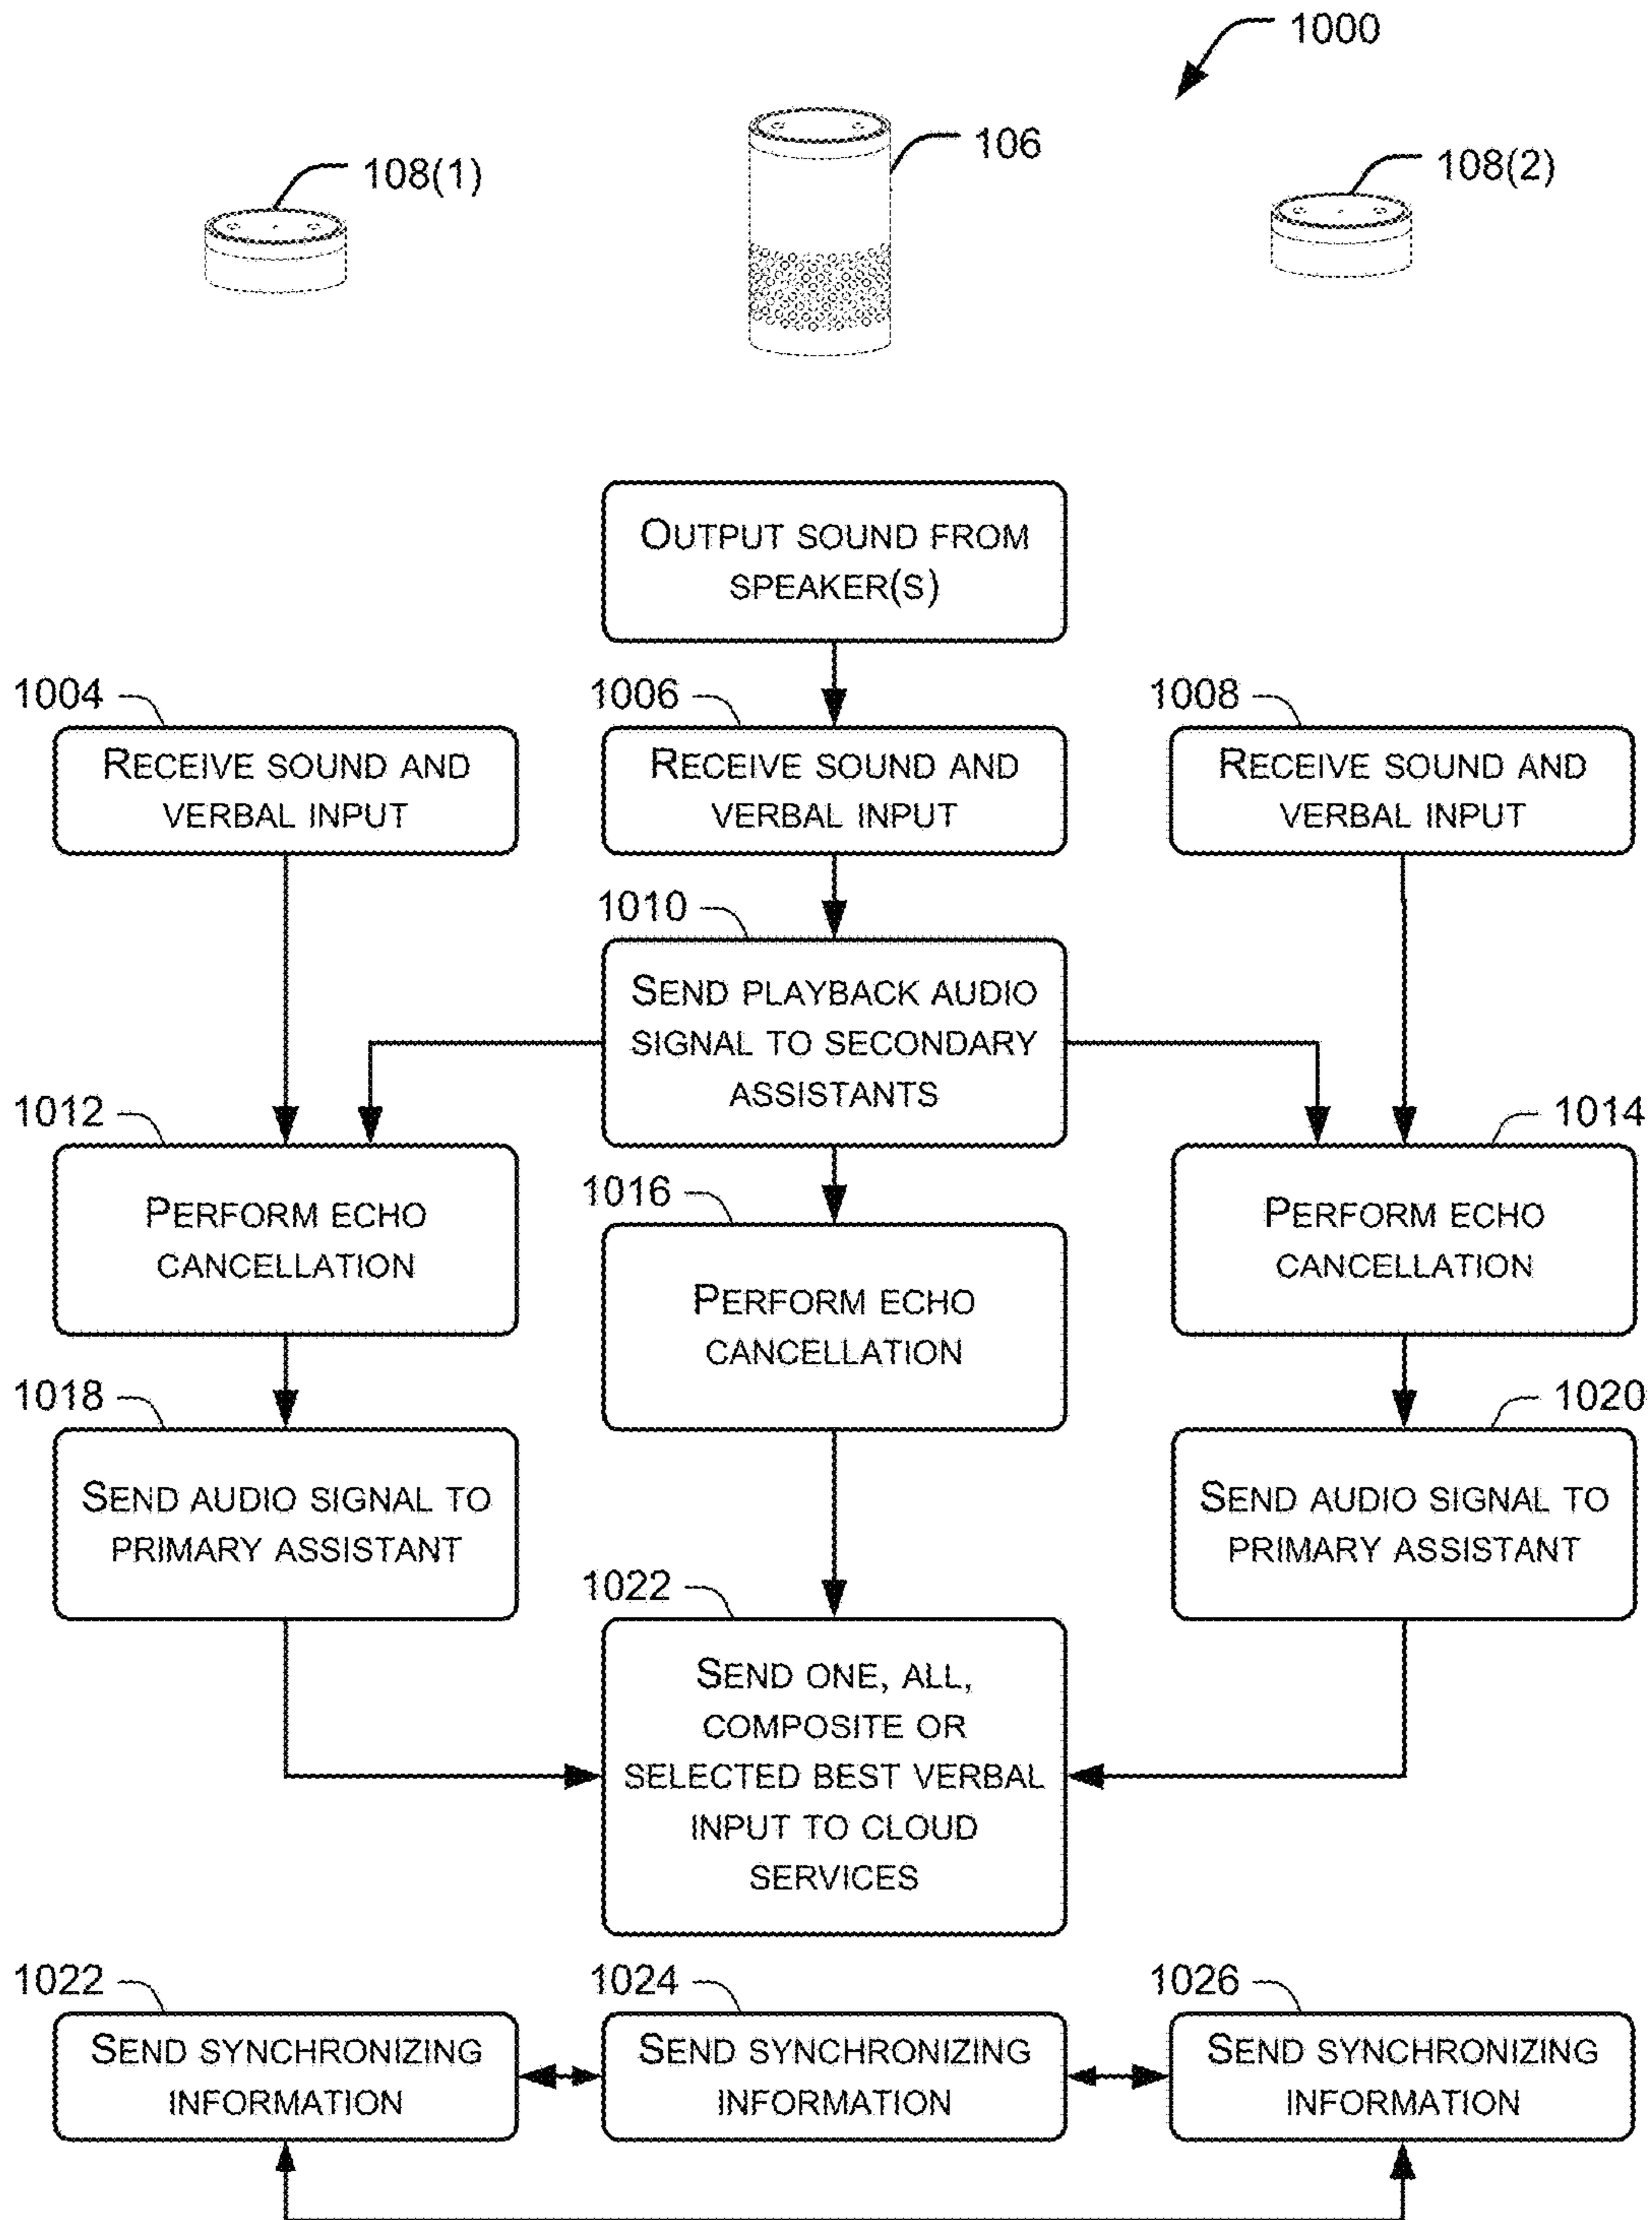 1000
106
108(1)
108(2)
OUTPUT SOUND FROM
SPEAKER(S)
1004
RECEIVE SOUND AND
VERBAL INPUT
1006
RECEIVE SOUND AND
VERBAL INPUT
1008
RECEIVE SOUND AND
VERBAL INPUT
1010
SEND PLAYBACK AUDIO
SIGNAL TO SECONDARY
ASSISTANTS
1012
PERFORM ECHO
CANCELLATION
1014
PERFORM ECHO
CANCELLATION
1016
PERFORM ECHO
CANCELLATION
1018
SEND AUDIO SIGNAL TO
PRIMARY ASSISTANT
1020
SEND AUDIO SIGNAL TO
PRIMARY ASSISTANT
1022
SEND ONE, ALL,
COMPOSITE OR
SELECTED BEST VERBAL
INPUT TO CLOUD
SERVICES
1022
SEND SYNCHRONIZING
INFORMATION
1024
SEND SYNCHRONIZING
INFORMATION
1026
SEND SYNCHRONIZING
INFORMATION